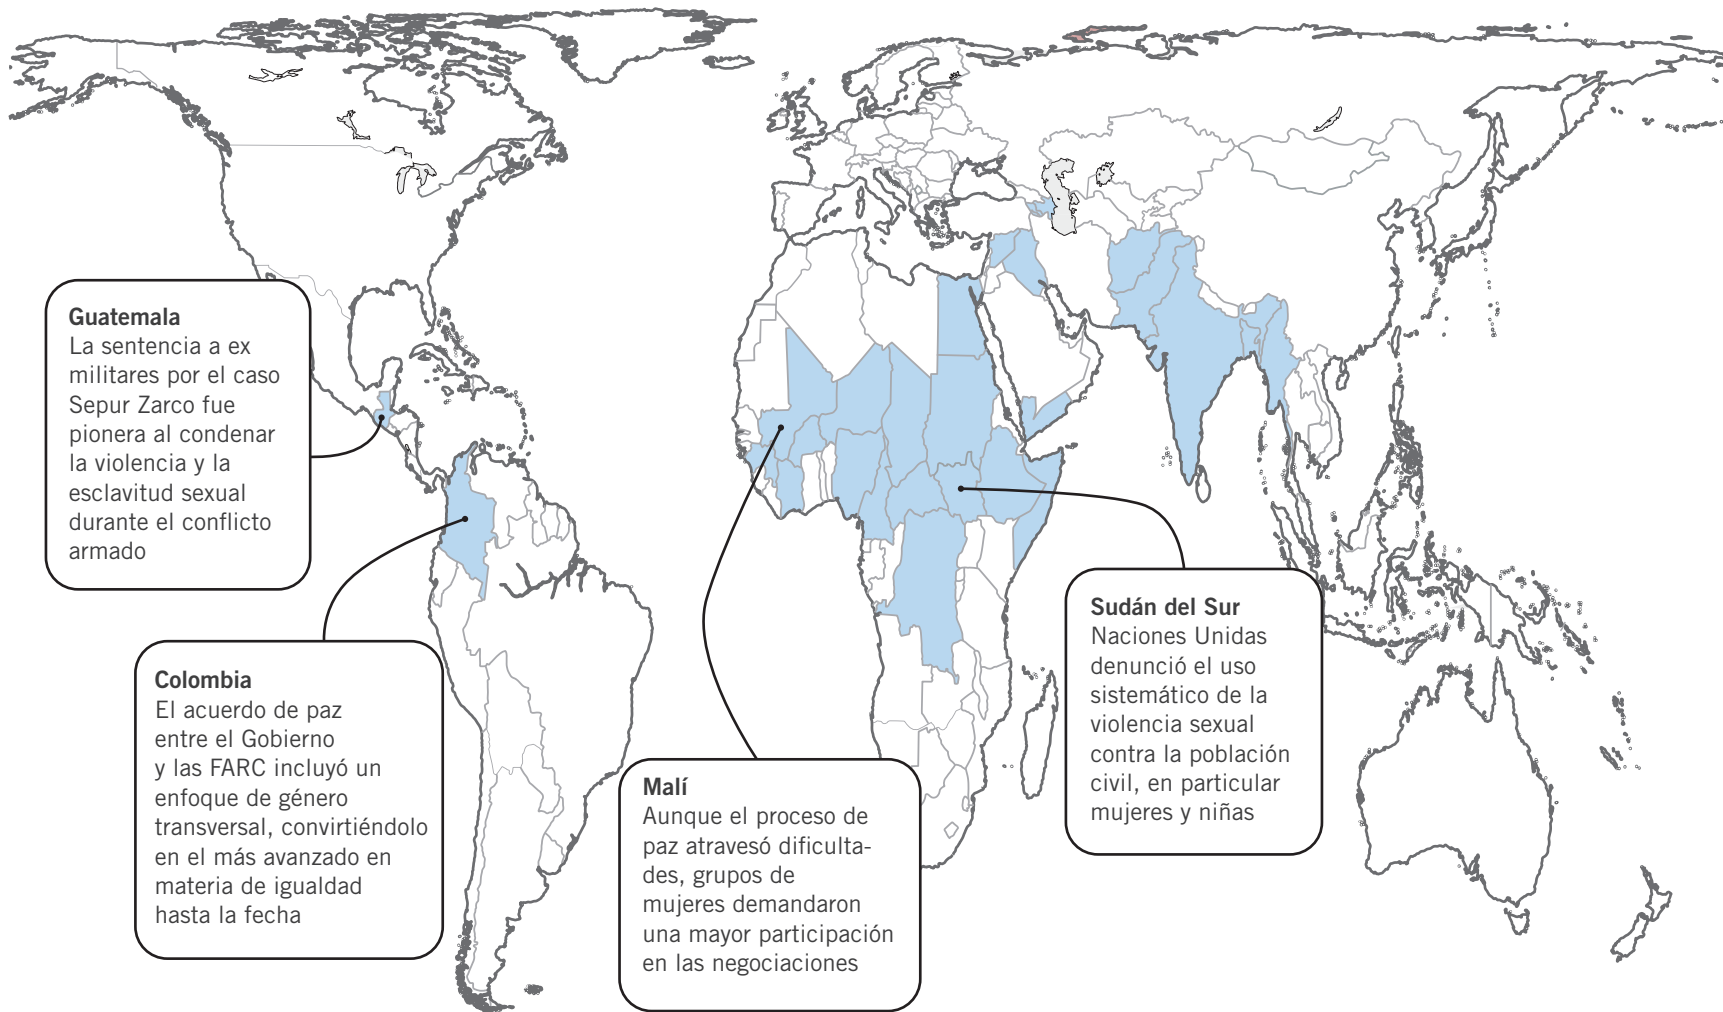 Guatemala
La sentencia a ex
militares por el caso
Sepur Zarco fue
pionera al condenar
la violencia y la
esclavitud sexual
durante el conflicto
armado
Colombia
El acuerdo de paz
entre el Gobierno
y las FARC incluyó un
enfoque de género
transversal, convirtiéndolo
en el más avanzado en
materia de igualdad
hasta la fecha
Malí
Aunque el proceso de
paz atravesó dificulta-
des, grupos de
mujeres demandaron
una mayor participación
en las negociaciones
Sudán del Sur
Naciones Unidas
denunció el uso
sistemático de la
violencia sexual
contra la población
civil, en particular
mujeres y niñas